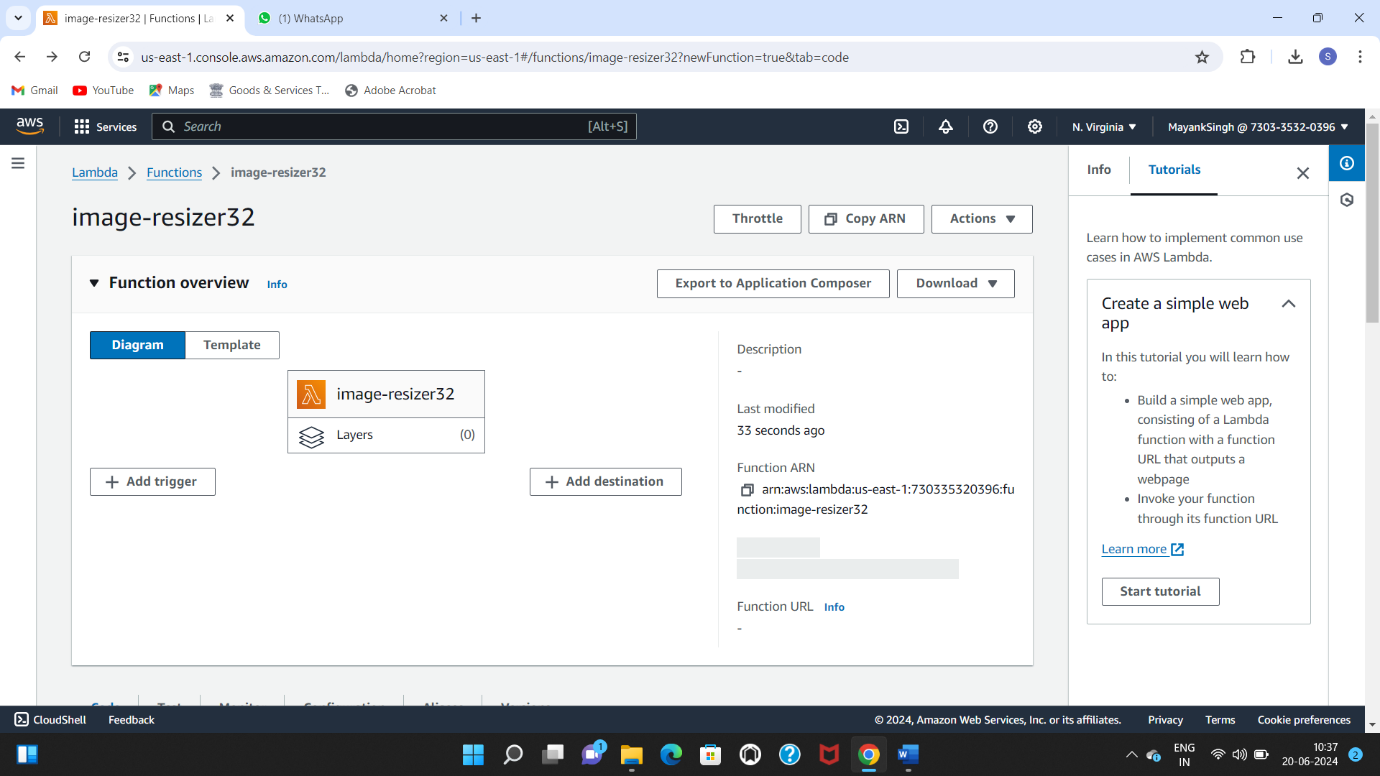 image-resizer32 | Functions | La
(1) WhatsApp
us-east-1.console.aws.amazon.com/lambda/home?region=us-east-1#/functions/image-resizer32?newFunction=true&tab=code
S
Gmail
YouTube
Maps
Goods & Services T...
Adobe Acrobat
aws
Services
Search
[Alt+S]
N. Virginia
MayankSingh @ 7303-3532-0396
Lambda
Functions
image-resizer32
image-resizer32
Throttle
Copy ARN
Actions
Function overview
Info
Export to Application Composer
Download
Diagram
Template
image-resizer32
Layers
(0)
Add trigger
Add destination
Description
-
Last modified
33 seconds ago
Function ARN
arn:aws:lambda:us-east-1:730335320396:fu
nction:image-resizer32
Function URL Info
-
Info
Tutorials
Learn how to implement common use
cases in AWS Lambda.
Create a simple web
app
In this tutorial you will learn how
to:
• Build a simple web app,
consisting of a Lambda
function with a function
URL that outputs a
webpage
• Invoke your function
through its function URL
Learn more
Start tutorial
CloudShell
Feedback
© 2024, Amazon Web Services, Inc. or its affiliates.
Privacy
Terms
Cookie preferences
1
W
ENG
IN
10:37
20-06-2024
2